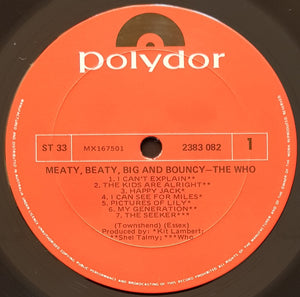 polydor
ST 33
MX167501
2383 082
1
MEATY, BEATY, BIG AND BOUNCY—THE WHO
1. I CAN'T EXPLAIN**
2. THE KIDS ARE ALRIGHT**
3. HAPPY JACK*
4. I CAN SEE FOR MILES*
5. PICTURES OF LILY*
6. MY GENERATION**
7. THE SEEKER***
(Townshend) (Essex)
Produced by: *Kit Lambert;
**Shel Talmy; ***Who